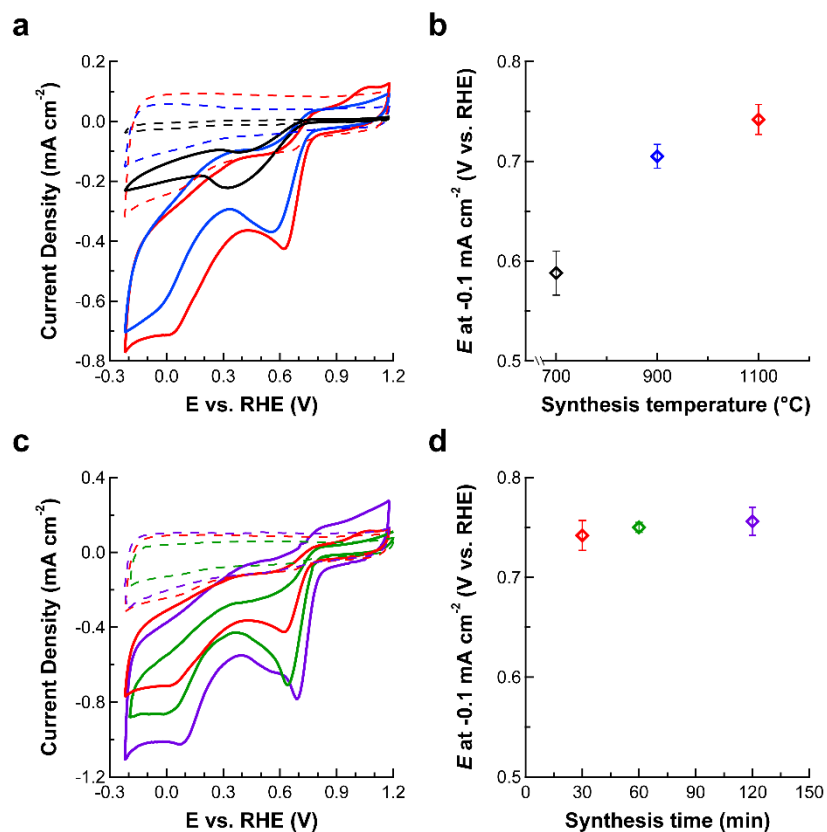 a
0.2
0.0
-0.2
-0.4
-0.6
-0.8
-0.3 0.0 0.3 0.6 0.9 1.2
Current Density (mA cm⁻²)
E vs. RHE (V)
b
0.8
0.7
0.6
0.5
700 900 1100
E at -0.1 mA cm⁻² (V vs. RHE)
Synthesis temperature (°C)
c
0.4
0.0
-0.4
-0.8
-1.2
-0.3 0.0 0.3 0.6 0.9 1.2
Current Density (mA cm⁻²)
E vs. RHE (V)
d
0.8
0.7
0.6
0.5
0 30 60 90 120 150
E at -0.1 mA cm⁻² (V vs. RHE)
Synthesis time (min)